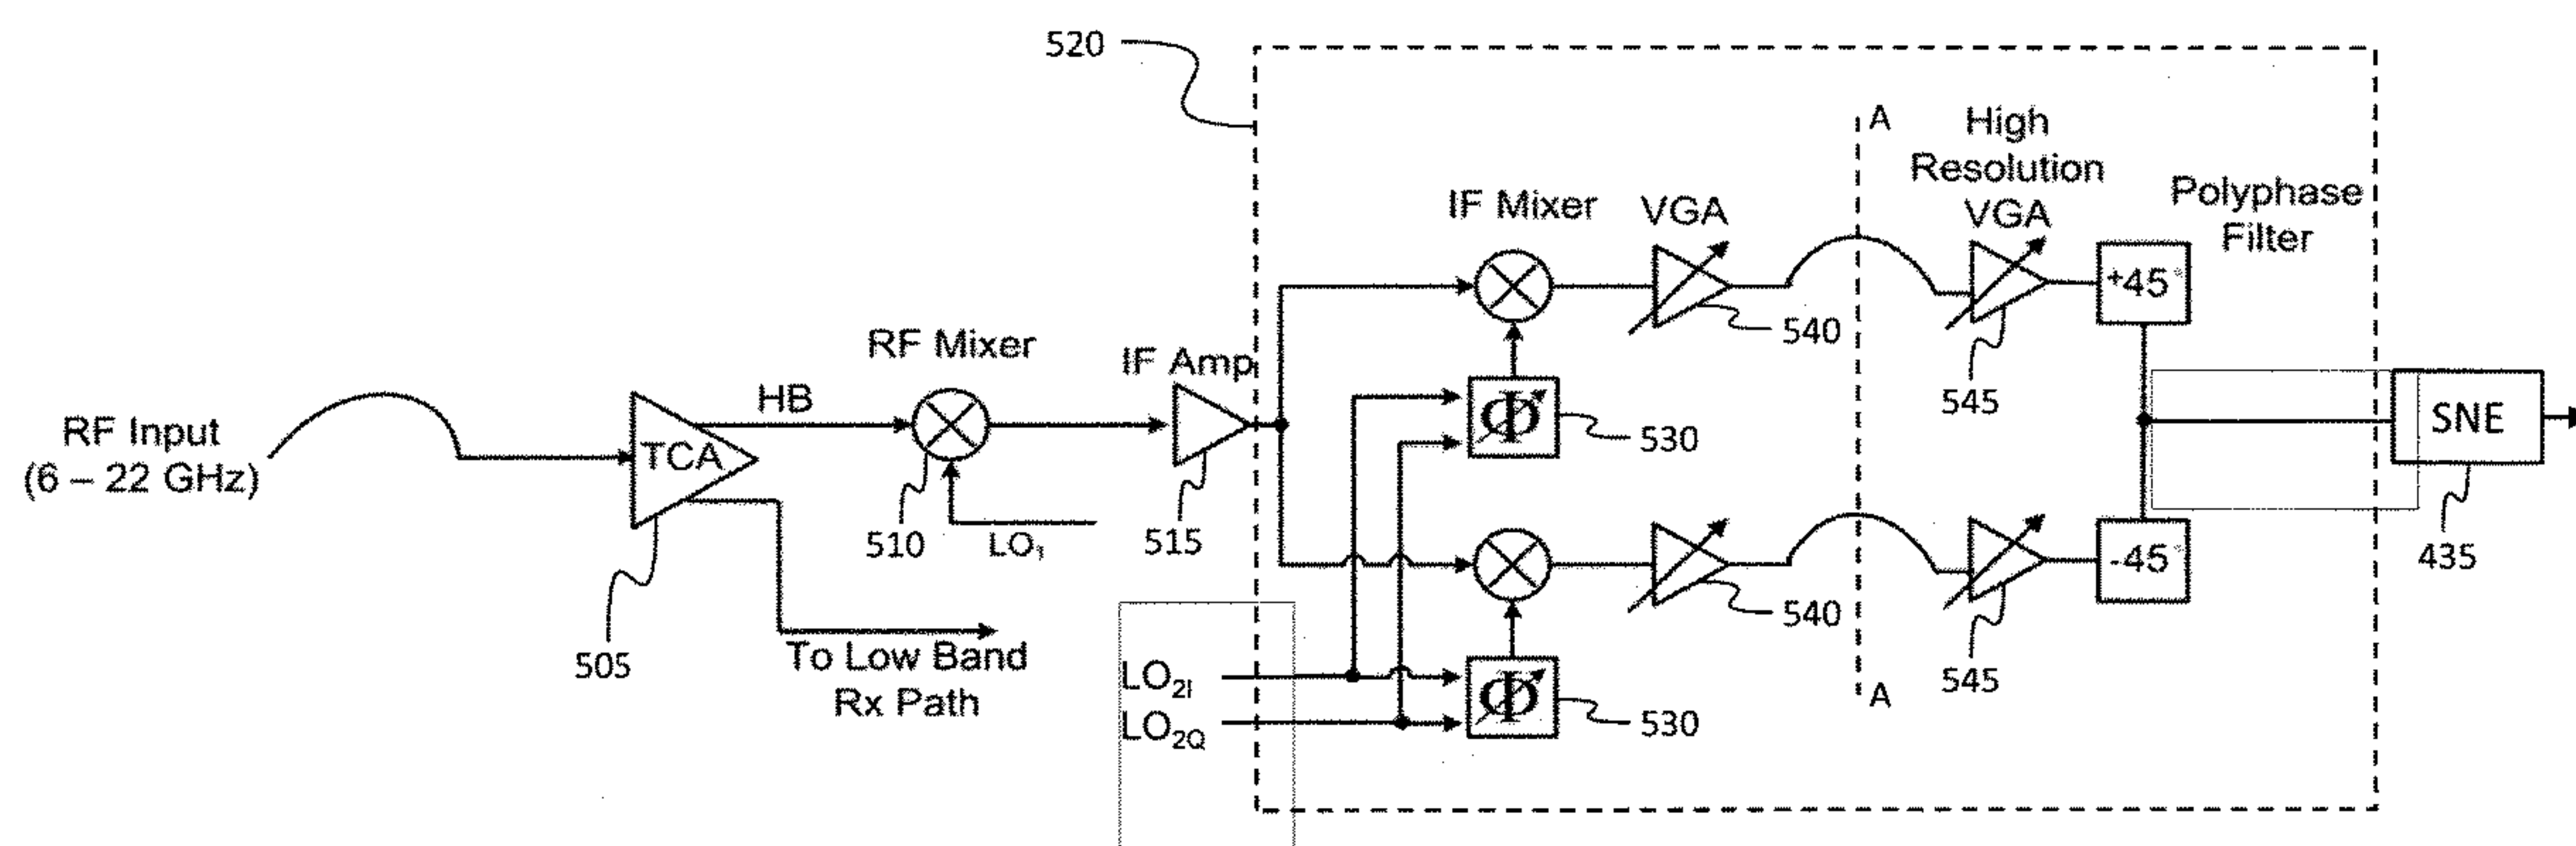 520
A
High
Resolution
VGA
Polyphase
Filter
IF Mixer
VGA
+45°
540
545
RF Mixer
IF Amp
HB
RF Input
(6 – 22 GHz)
TCA
Φ
530
SNE
510
LO1
515
435
-45°
540
545
505
To Low Band
Rx Path
LO2I
LO2Q
Φ
530
A